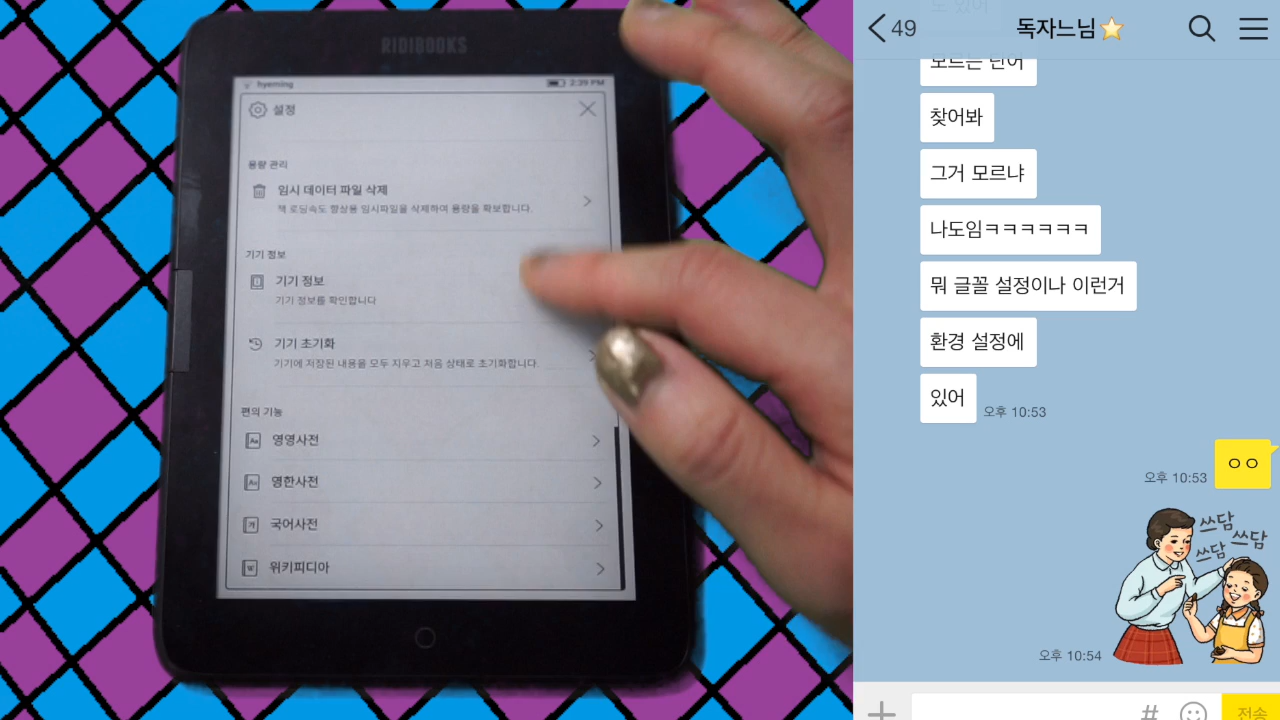 RIDIBOOKS
hyeming
2:39 PM
설정
용량 관리
임시 데이터 파일 삭제
책 로딩속도 향상용 임시파일을 삭제하여 용량을 확보합니다.
기기 정보
기기 정보
기기 정보를 확인합니다
기기 초기화
기기에 저장된 내용을 모두 지우고 처음 상태로 초기화합니다.
편의 기능
영영사전
영한사전
국어사전
위키피디아
49
독자느님⭐
도 있어
모르는 단어
찾어봐
그거 모르냐
나도임ㅋㅋㅋㅋㅋㅋ
뭐 글꼴 설정이나 이런거
환경 설정에
있어
오후 10:53
ㅇㅇ
오후 10:53
쓰담
쓰담
쓰담
오후 10:54
#
전송